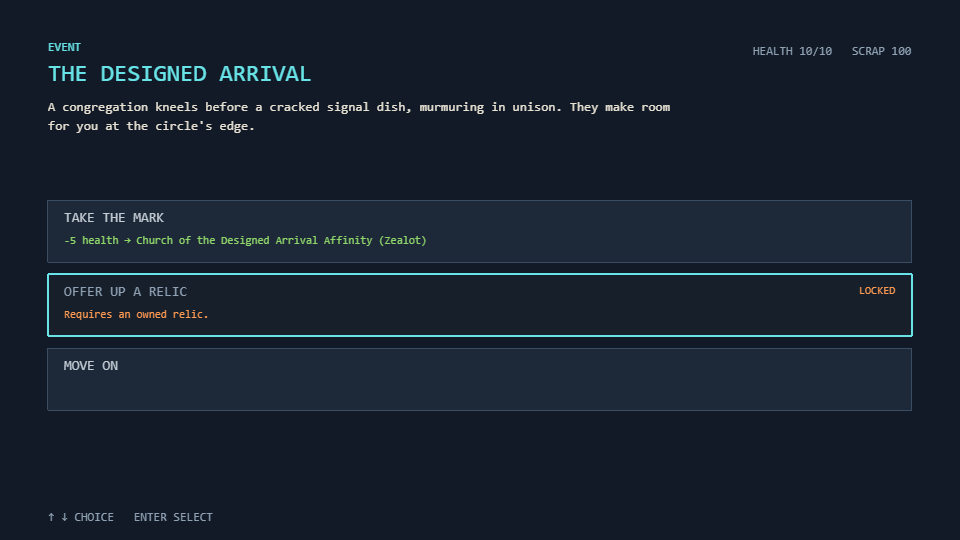 EVENT
HEALTH 10/10 SCRAP 100
THE DESIGNED ARRIVAL
A congregation kneels before a cracked signal dish, murmuring in unison. They make room
for you at the circle's edge.
TAKE THE MARK
-5 health → Church of the Designed Arrival Affinity (Zealot)
OFFER UP A RELIC
LOCKED
Requires an owned relic.
MOVE ON
↑ ↓ CHOICE ENTER SELECT